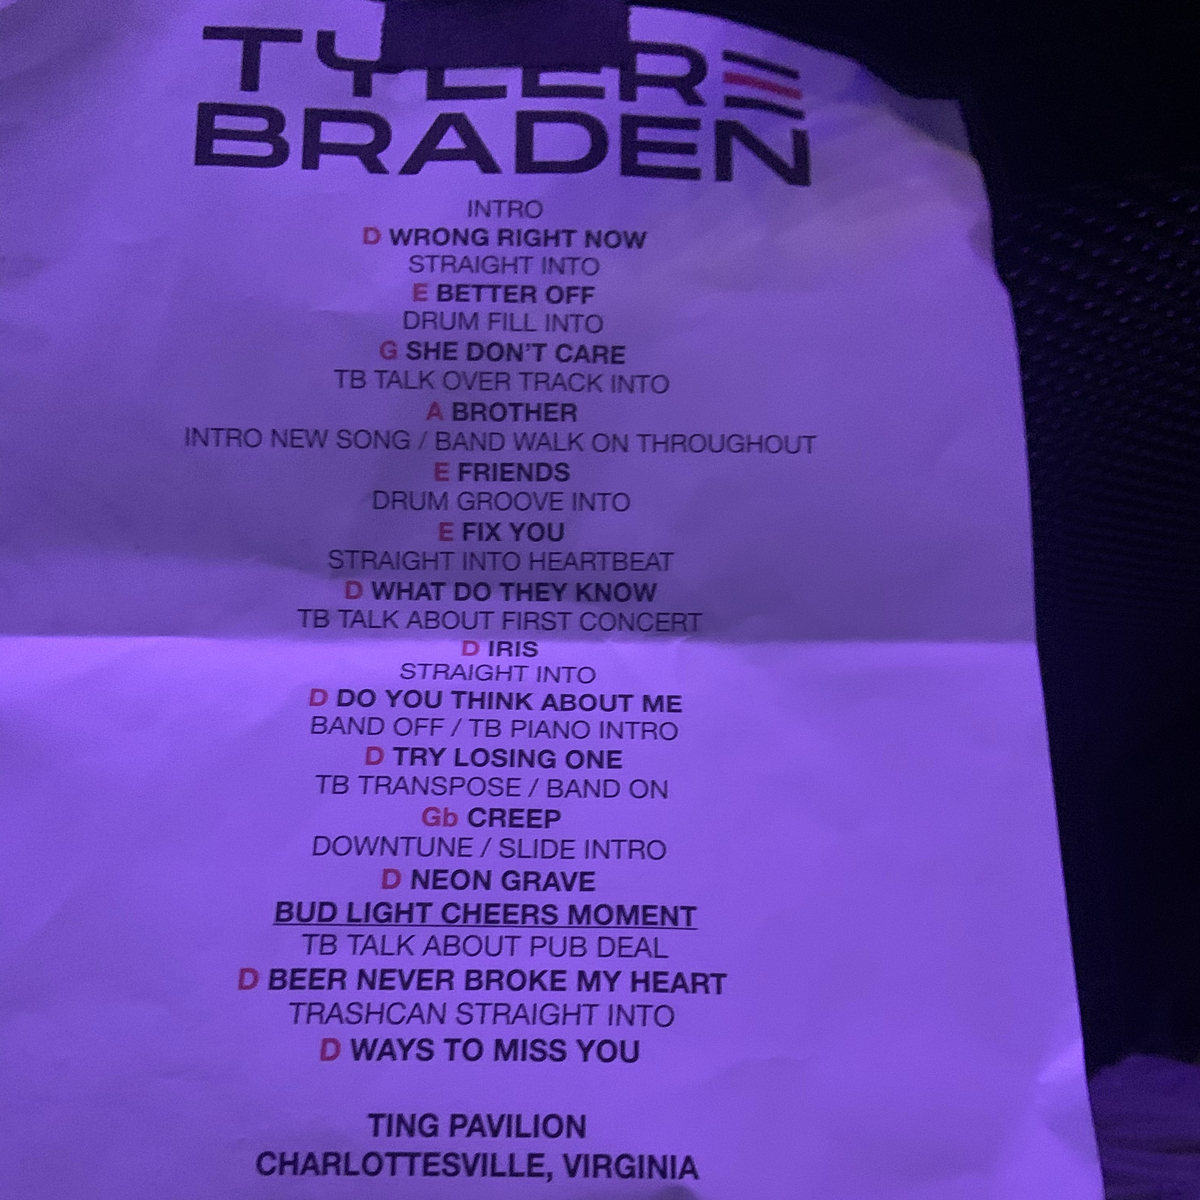 TYLER
BRADEN
INTRO
D WRONG RIGHT NOW
STRAIGHT INTO
E BETTER OFF
DRUM FILL INTO
G SHE DON'T CARE
TB TALK OVER TRACK INTO
A BROTHER
INTRO NEW SONG / BAND WALK ON THROUGHOUT
E FRIENDS
DRUM GROOVE INTO
E FIX YOU
STRAIGHT INTO HEARTBEAT
D WHAT DO THEY KNOW
TB TALK ABOUT FIRST CONCERT
D IRIS
STRAIGHT INTO
D DO YOU THINK ABOUT ME
BAND OFF / TB PIANO INTRO
D TRY LOSING ONE
TB TRANSPOSE / BAND ON
Gb CREEP
DOWNTUNE / SLIDE INTRO
D NEON GRAVE
BUD LIGHT CHEERS MOMENT
TB TALK ABOUT PUB DEAL
D BEER NEVER BROKE MY HEART
TRASHCAN STRAIGHT INTO
D WAYS TO MISS YOU
TING PAVILION
CHARLOTTESVILLE, VIRGINIA